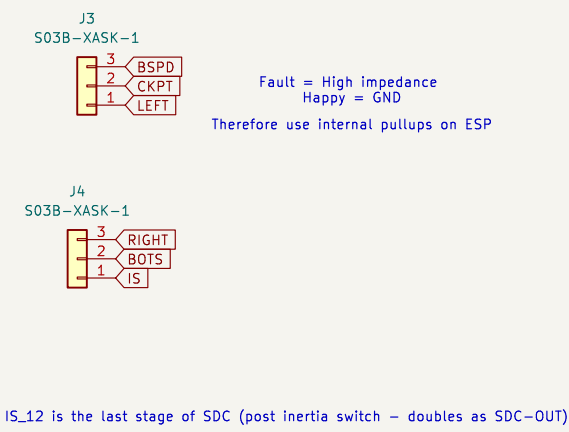 J3
S03B-XASK-1
3 BSPD
2 CKPT
1 LEFT
Fault = High impedance
Happy = GND
Therefore use internal pullups on ESP
J4
S03B-XASK-1
3 RIGHT
2 BOTS
1 IS
IS_12 is the last stage of SDC (post inertia switch - doubles as SDC-OUT)